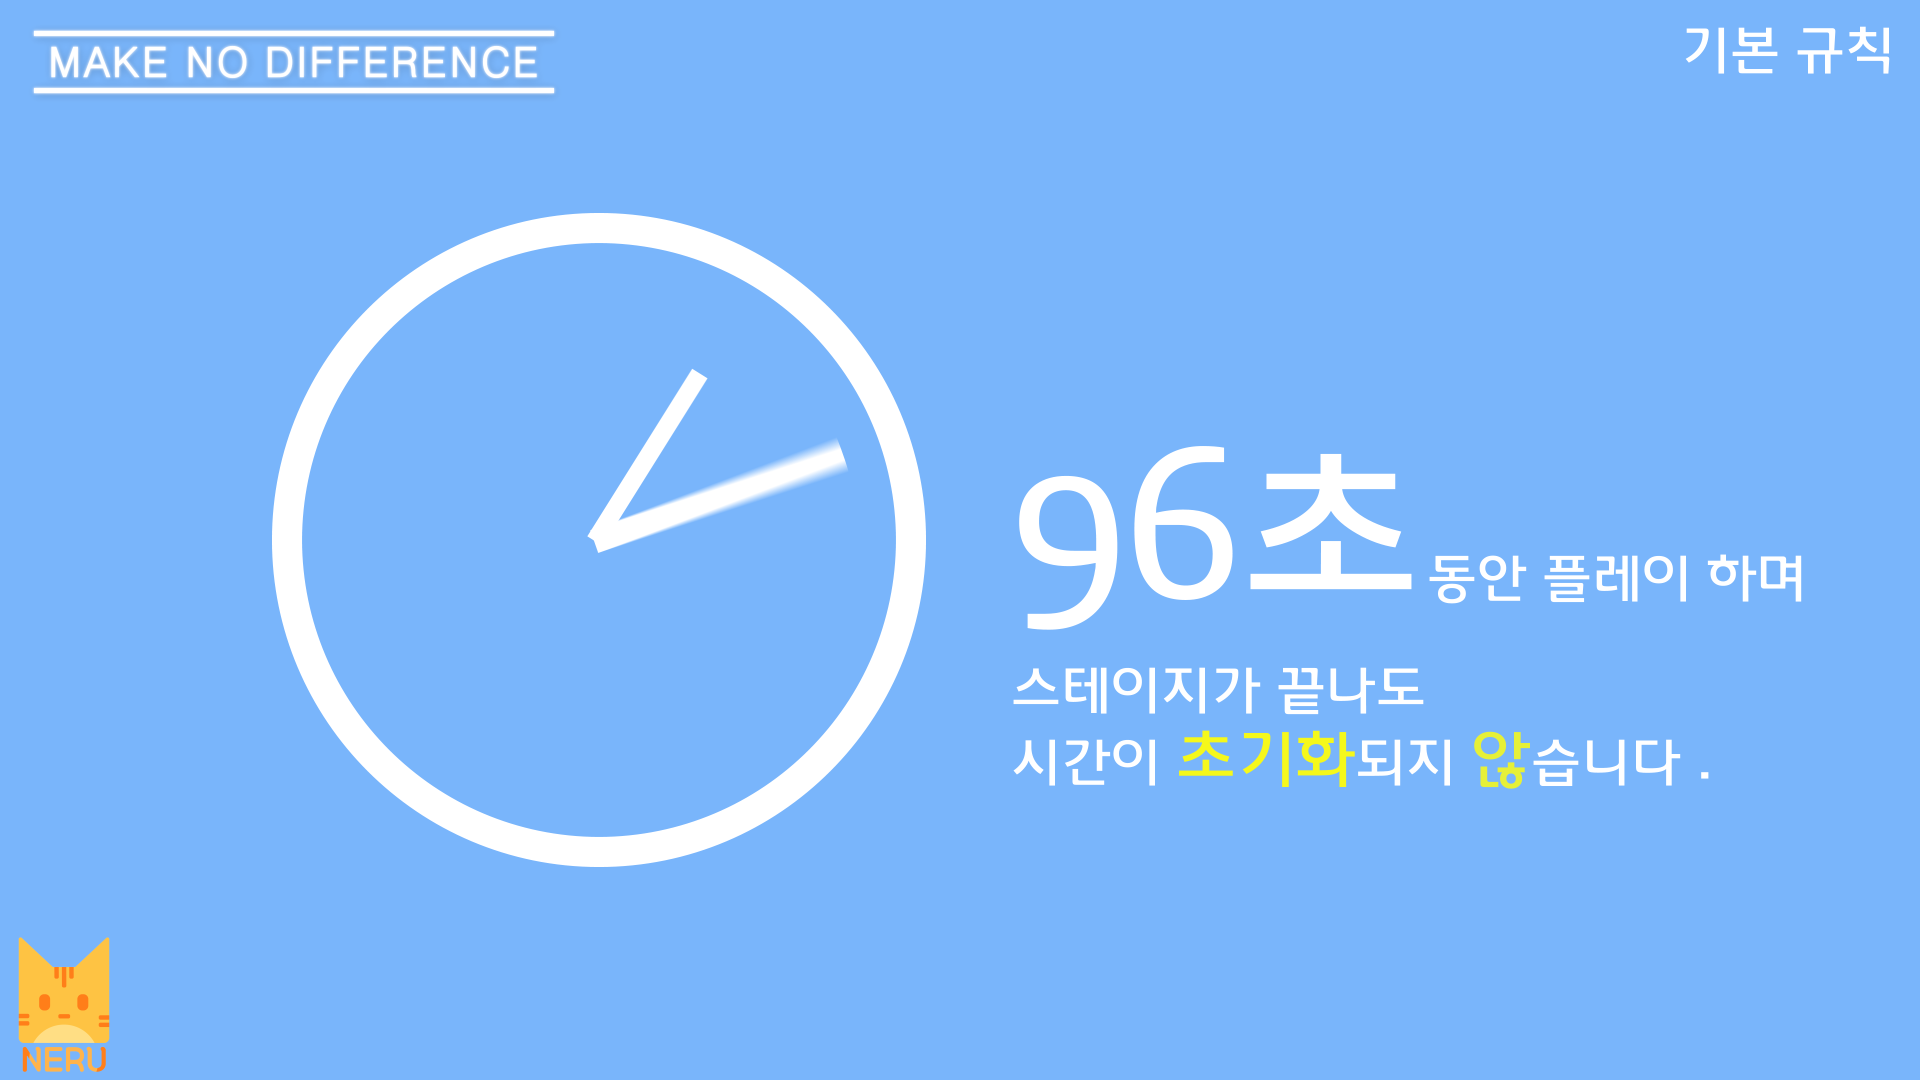 MAKE NO DIFFERENCE
기본 규칙
96초 동안 플레이 하며
스테이지가 끝나도
시간이 초기화되지 않습니다 .
NERU